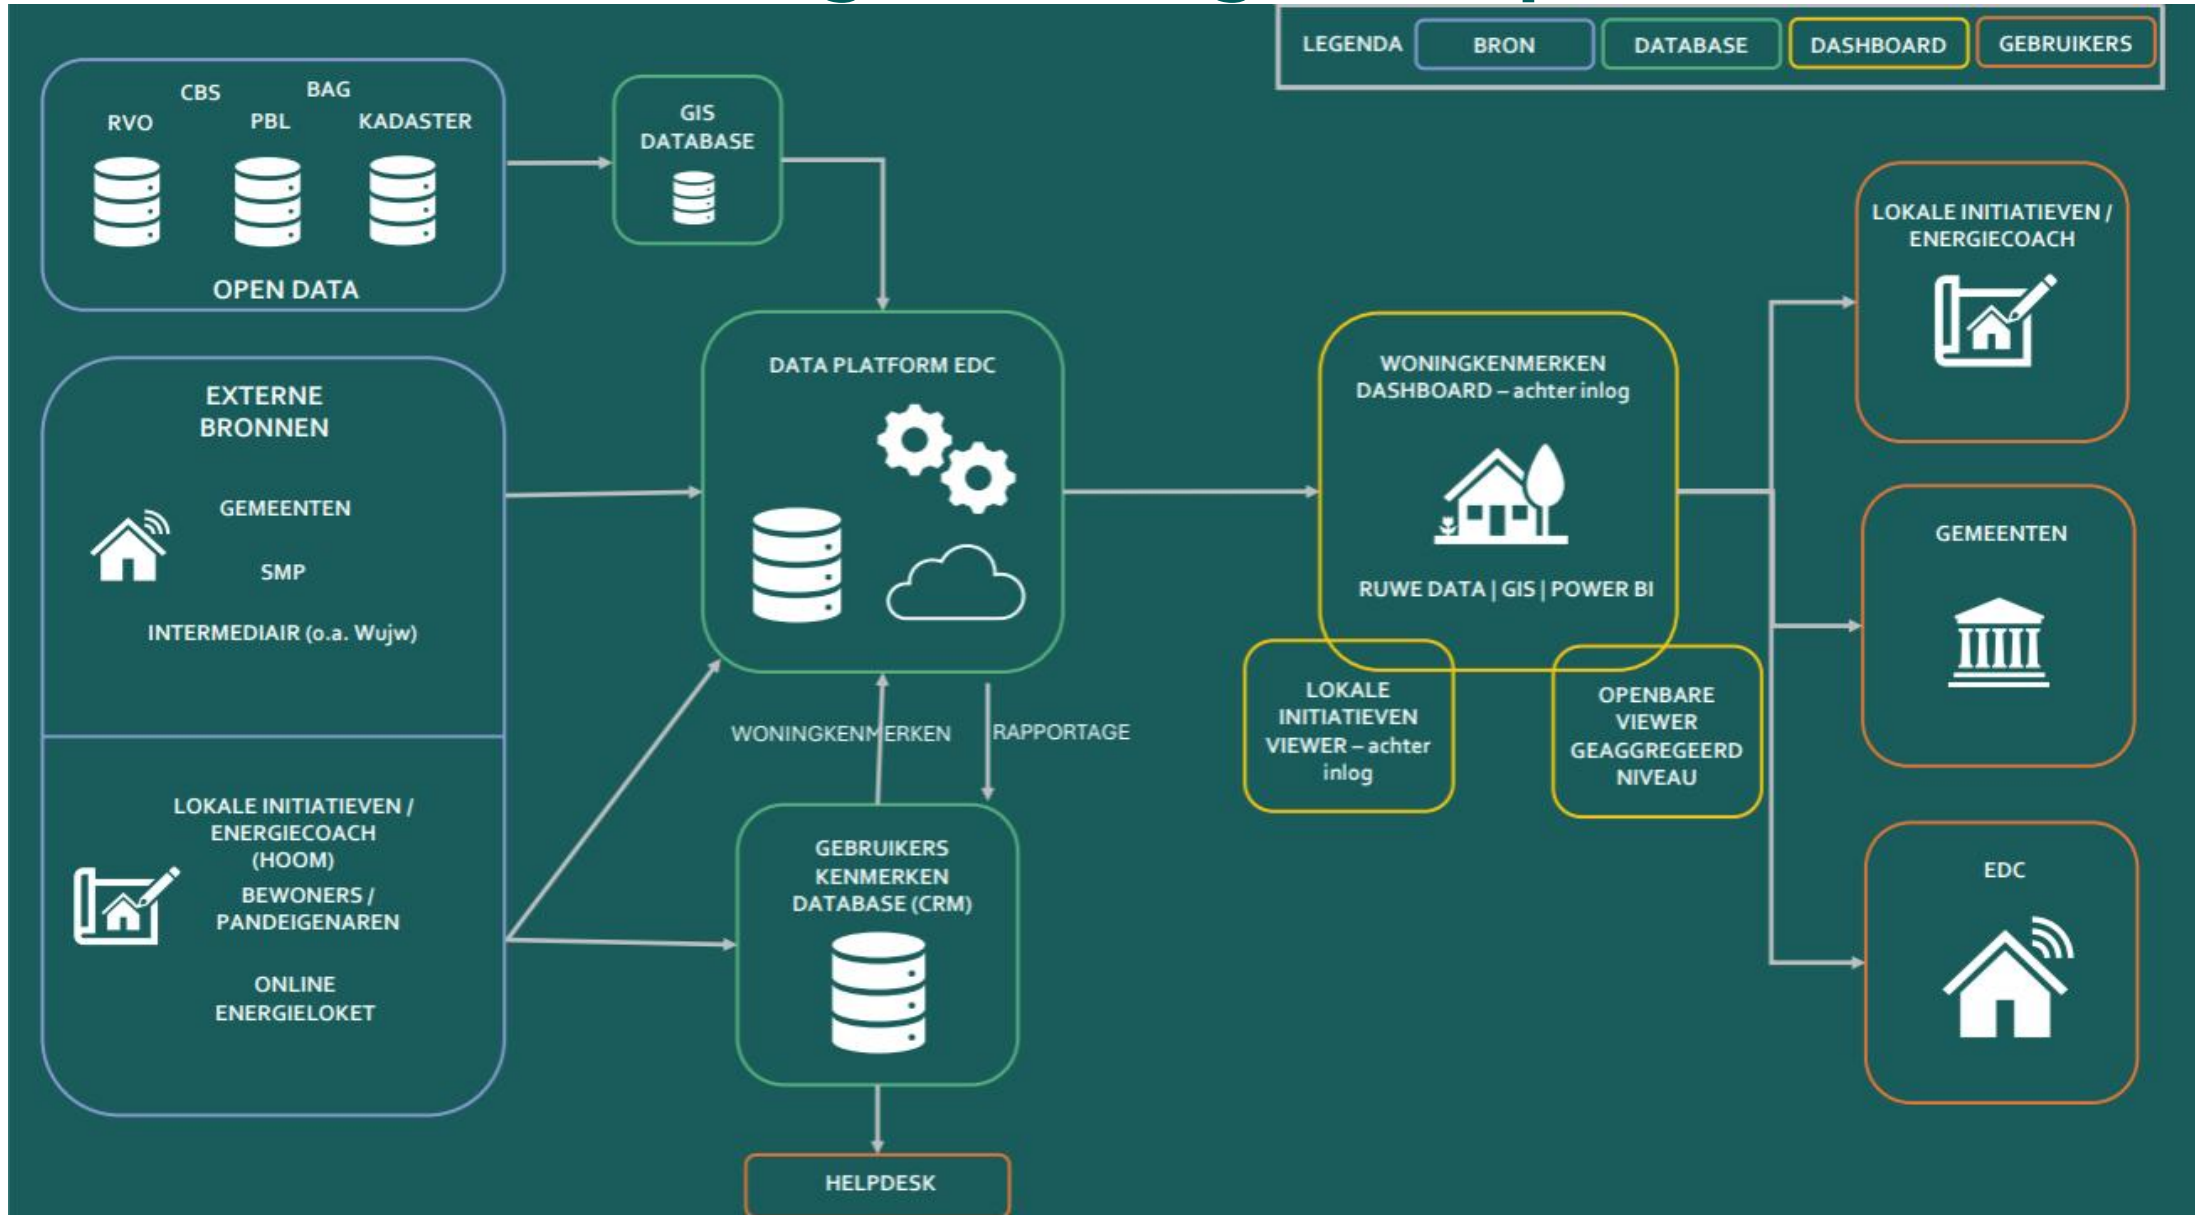 LEGENDA
BRON
DATABASE
DASHBOARD
GEBRUIKERS
CBS
BAG
RVO
PBL
KADASTER
OPEN DATA
GIS
DATABASE
EXTERNE
BRONNEN
GEMEENTEN
SMP
INTERMEDIAIR (o.a. Wujw)
LOKALE INITIATIEVEN /
ENERGIECOACH
(HOOM)
BEWONERS /
PANDEIGENAREN
ONLINE
ENERGIELOKET
DATA PLATFORM EDC
WONINGKENMERKEN
RAPPORTAGE
GEBRUIKERS
KENMERKEN
DATABASE (CRM)
HELPDESK
WONINGKENMERKEN
DASHBOARD – achter inlog
RUWE DATA | GIS | POWER BI
LOKALE
INITIATIEVEN
VIEWER – achter
inlog
OPENBARE
VIEWER
GEAGGREGEERD
NIVEAU
LOKALE INITIATIEVEN /
ENERGIECOACH
GEMEENTEN
EDC